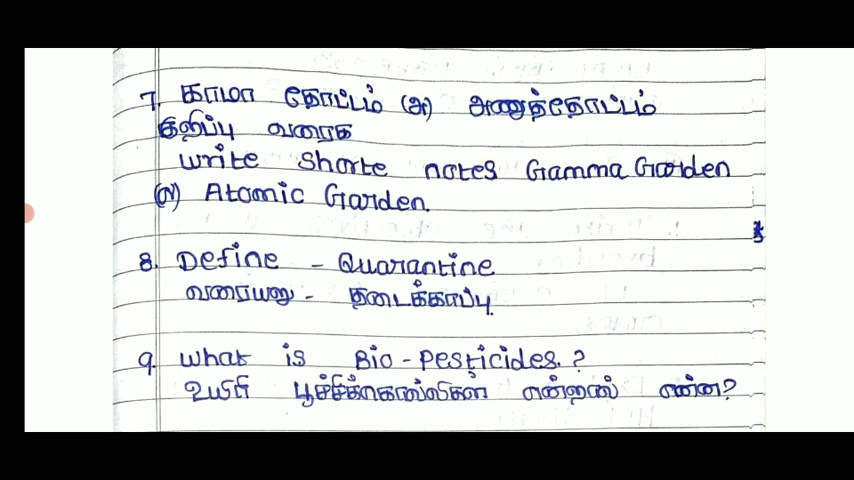 7. காமா தோட்டம் (அ) அணுத்தோட்டம்
குறிப்பு வரைக
Write Shorte notes Gamma Garden
(or) Atomic Garden.
8. Define - Quarantine
வரையறு - தடைக்காப்பு.
9. What is Bio-Pesticides.?
உயிரி பூச்சிக்கொல்லிகள் என்றால் என்ன?